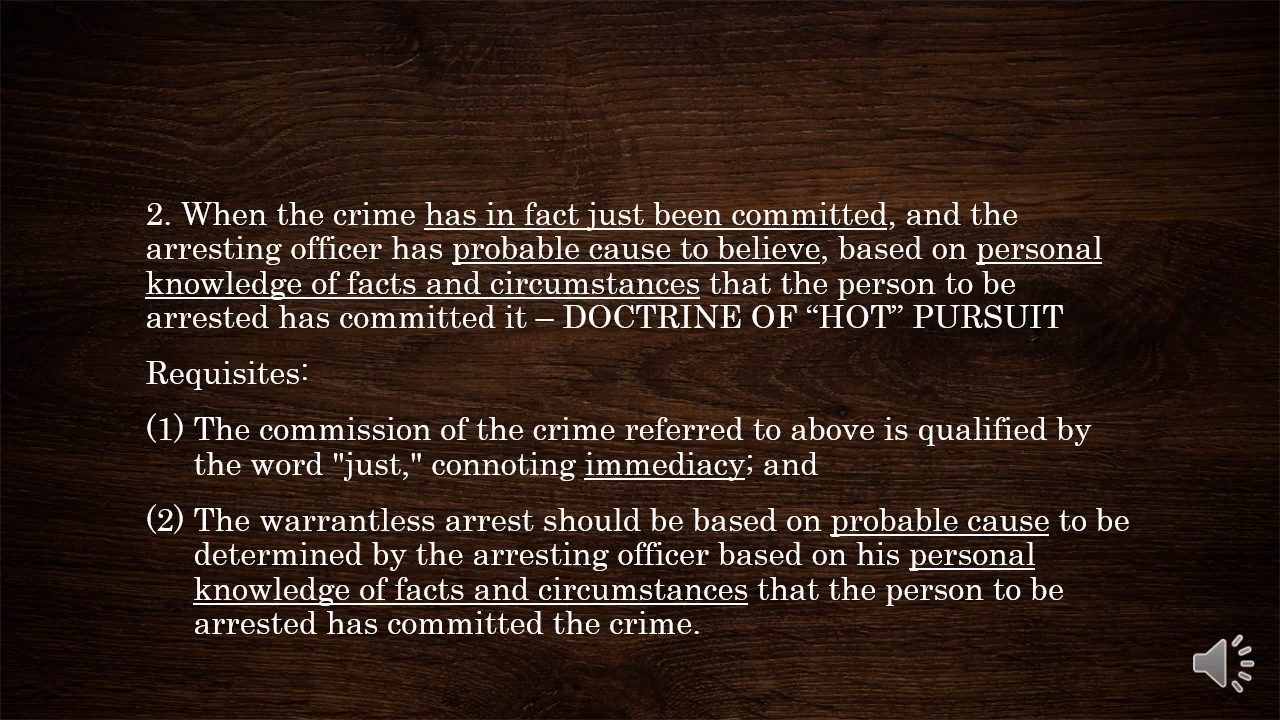 2. When the crime has in fact just been committed, and the
arresting officer has probable cause to believe, based on personal
knowledge of facts and circumstances that the person to be
arrested has committed it – DOCTRINE OF “HOT” PURSUIT
Requisites:
(1) The commission of the crime referred to above is qualified by
the word "just," connoting immediacy; and
(2) The warrantless arrest should be based on probable cause to be
determined by the arresting officer based on his personal
knowledge of facts and circumstances that the person to be
arrested has committed the crime.